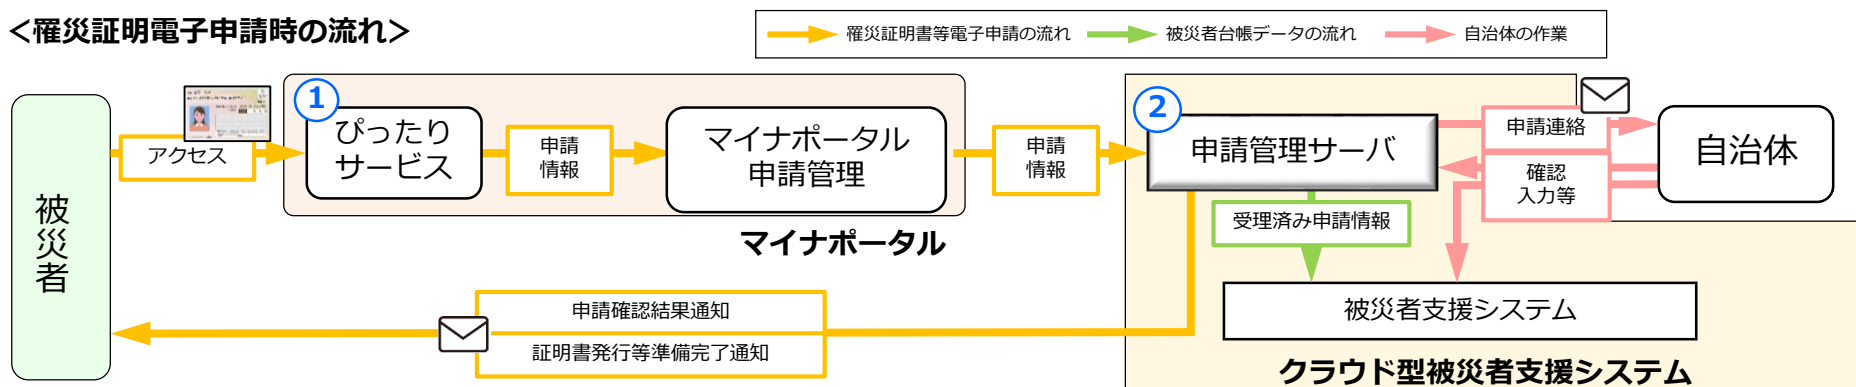 ＜罹災証明電子申請時の流れ＞
罹災証明書等電子申請の流れ
被災者台帳データの流れ
自治体の作業
被災者
アクセス
①
ぴったり
サービス
申請
情報
マイナポータル
申請管理
マイナポータル
申請
情報
②
申請管理サーバ
申請連絡
確認
入力等
自治体
受理済み申請情報
被災者支援システム
クラウド型被災者支援システム
申請確認結果通知
証明書発行等準備完了通知